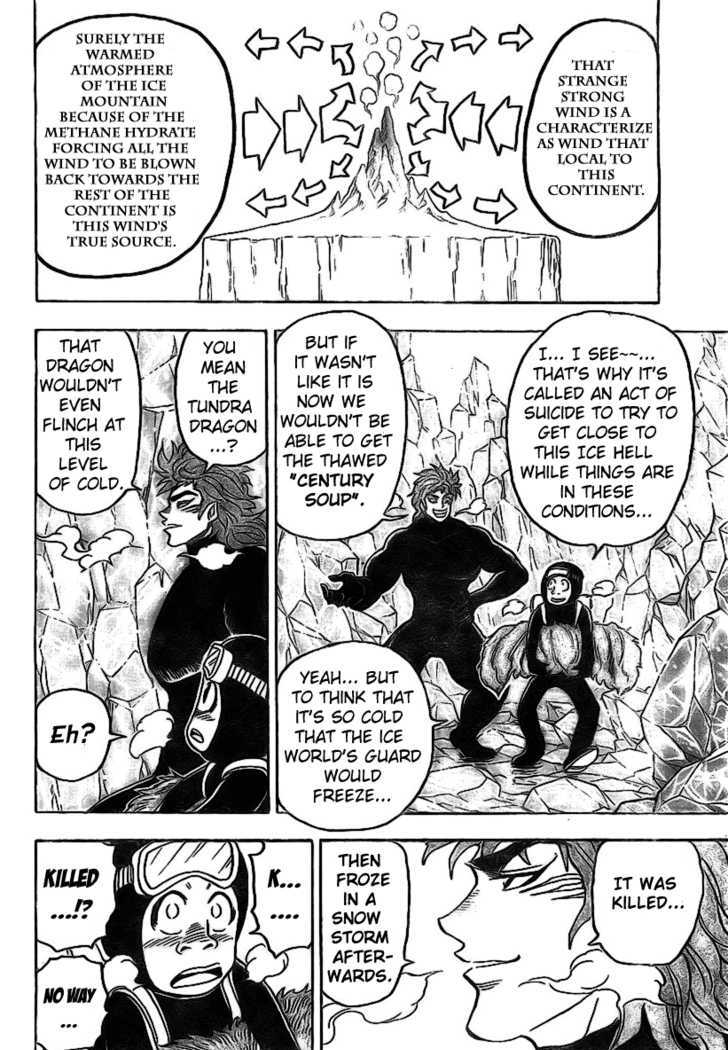 THAT
STRANGE
STRONG
WIND IS A
CHARACTERIZE
AS WIND THAT
LOCAL TO
THIS
CONTINENT.
SURELY THE
WARMED
ATMOSPHERE
OF THE ICE
MOUNTAIN
BECAUSE OF THE
METHANE HYDRATE
FORCING ALL THE
WIND TO BE BLOWN
BACK TOWARDS THE
REST OF THE
CONTINENT IS
THIS WIND'S
TRUE SOURCE.
I... I SEE~~...
THAT'S WHY IT'S
CALLED AN ACT OF
SUICIDE TO TRY TO
GET CLOSE TO
THIS ICE HELL
WHILE THINGS ARE
IN THESE
CONDITIONS...
BUT IF
IT WASN'T
LIKE IT IS
NOW WE
WOULDN'T BE
ABLE TO GET
THE THAWED
"CENTURY
SOUP".
YEAH... BUT
TO THINK THAT
IT'S SO COLD
THAT THE ICE
WORLD'S GUARD
WOULD
FREEZE...
YOU
MEAN
THE
TUNDRA
DRAGON
...?
THAT
DRAGON
WOULDN'T
EVEN
FLINCH AT
THIS
LEVEL
OF COLD.
Eh?
IT WAS
KILLED...
THEN
FROZE
IN A
SNOW
STORM
AFTER-
WARDS.
K...
....
KILLED
...!?
NO WAY
...